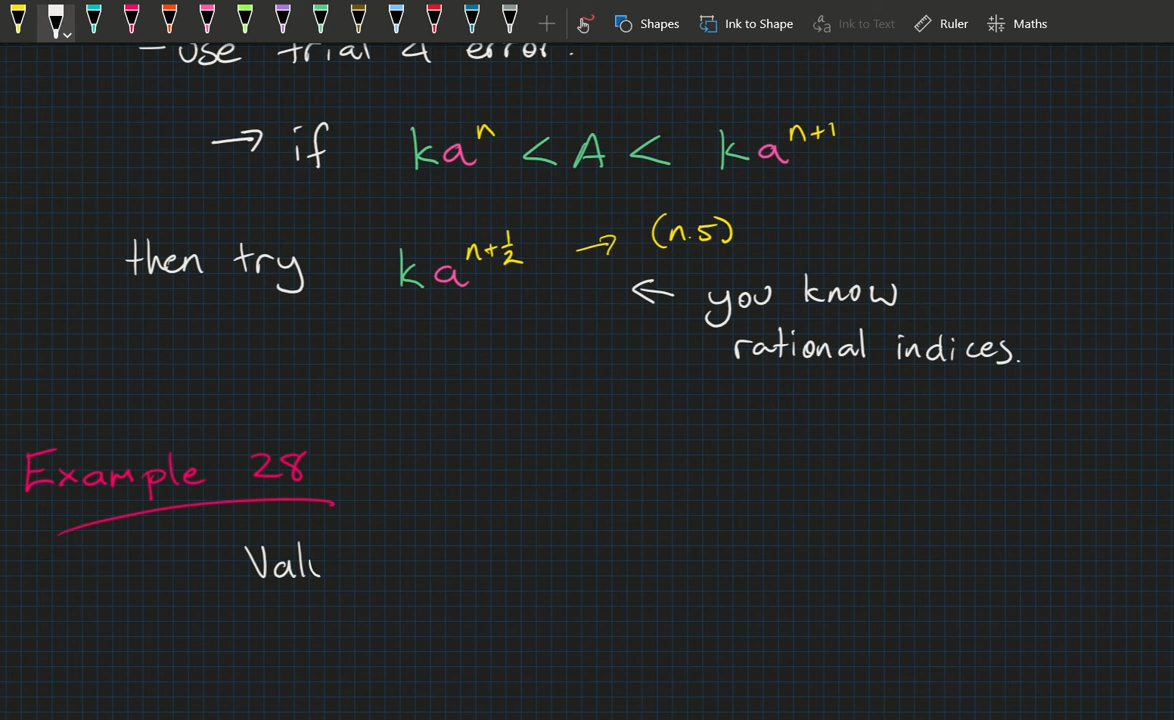 Shapes Ink to Shape Ink to Text Ruler Maths
- use trial & error.
→ if ka^n < A < ka^{n+1}
then try ka^{n+1/2} → (n.5)
← you know
rational indices.
Example 28
Valu